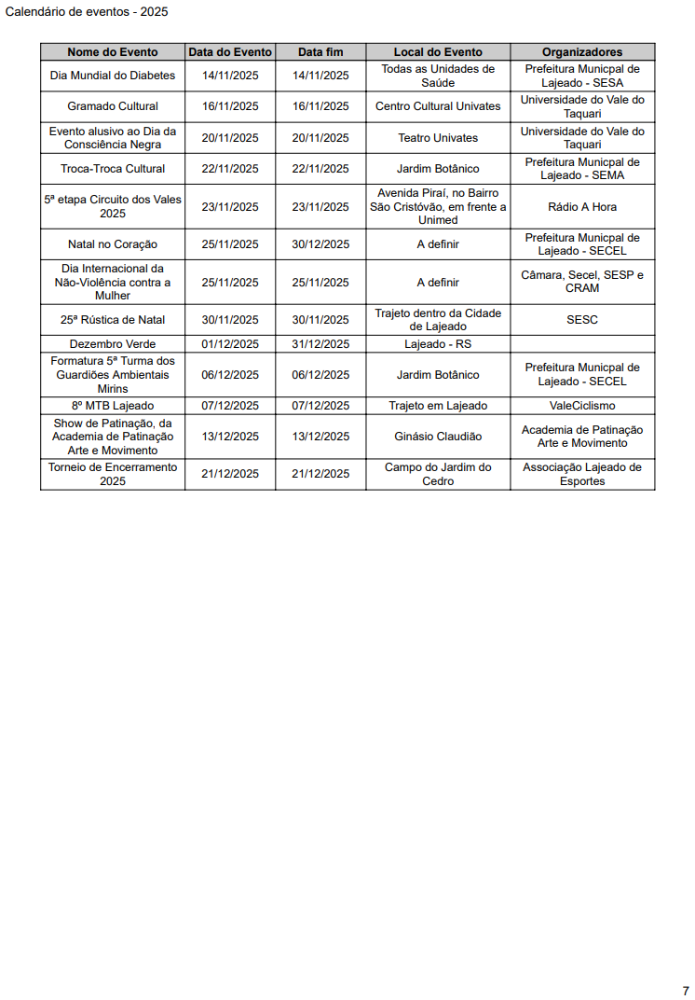 Calendário de eventos - 2025
Nome do Evento Data do Evento Data fim Local do Evento Organizadores
Dia Mundial do Diabetes 14/11/2025 14/11/2025 Todas as Unidades de
Saúde Prefeitura Municpal de
Lajeado - SESA
Gramado Cultural 16/11/2025 16/11/2025 Centro Cultural Univates Universidade do Vale do
Taquari
Evento alusivo ao Dia da
Consciência Negra 20/11/2025 20/11/2025 Teatro Univates Universidade do Vale do
Taquari
Troca-Troca Cultural 22/11/2025 22/11/2025 Jardim Botânico Prefeitura Municpal de
Lajeado - SEMA
5ª etapa Circuito dos Vales
2025 23/11/2025 23/11/2025 Avenida Piraí, no Bairro
São Cristóvão, em frente a
Unimed Rádio A Hora
Natal no Coração 25/11/2025 30/12/2025 A definir Prefeitura Municpal de
Lajeado - SECEL
Dia Internacional da
Não-Violência contra a
Mulher 25/11/2025 25/11/2025 A definir Câmara, Secel, SESP e
CRAM
25ª Rústica de Natal 30/11/2025 30/11/2025 Trajeto dentro da Cidade
de Lajeado SESC
Dezembro Verde 01/12/2025 31/12/2025 Lajeado - RS
Formatura 5ª Turma dos
Guardiões Ambientais
Mirins 06/12/2025 06/12/2025 Jardim Botânico Prefeitura Municpal de
Lajeado - SECEL
8º MTB Lajeado 07/12/2025 07/12/2025 Trajeto em Lajeado ValeCiclismo
Show de Patinação, da
Academia de Patinação
Arte e Movimento 13/12/2025 13/12/2025 Ginásio Claudião Academia de Patinação
Arte e Movimento
Torneio de Encerramento
2025 21/12/2025 21/12/2025 Campo do Jardim do
Cedro Associação Lajeado de
Esportes
7